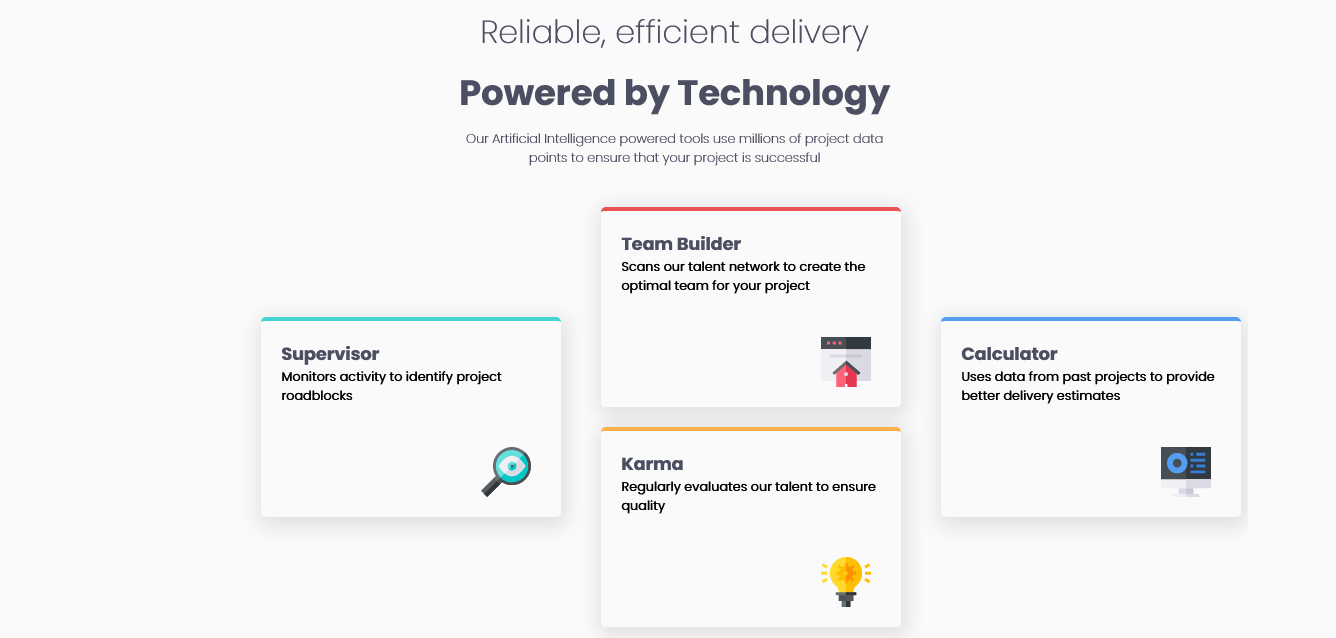 Reliable, efficient delivery
Powered by Technology
Our Artificial Intelligence powered tools use millions of project data
points to ensure that your project is successful
Supervisor
Monitors activity to identify project
roadblocks
Team Builder
Scans our talent network to create the
optimal team for your project
Karma
Regularly evaluates our talent to ensure
quality
Calculator
Uses data from past projects to provide
better delivery estimates